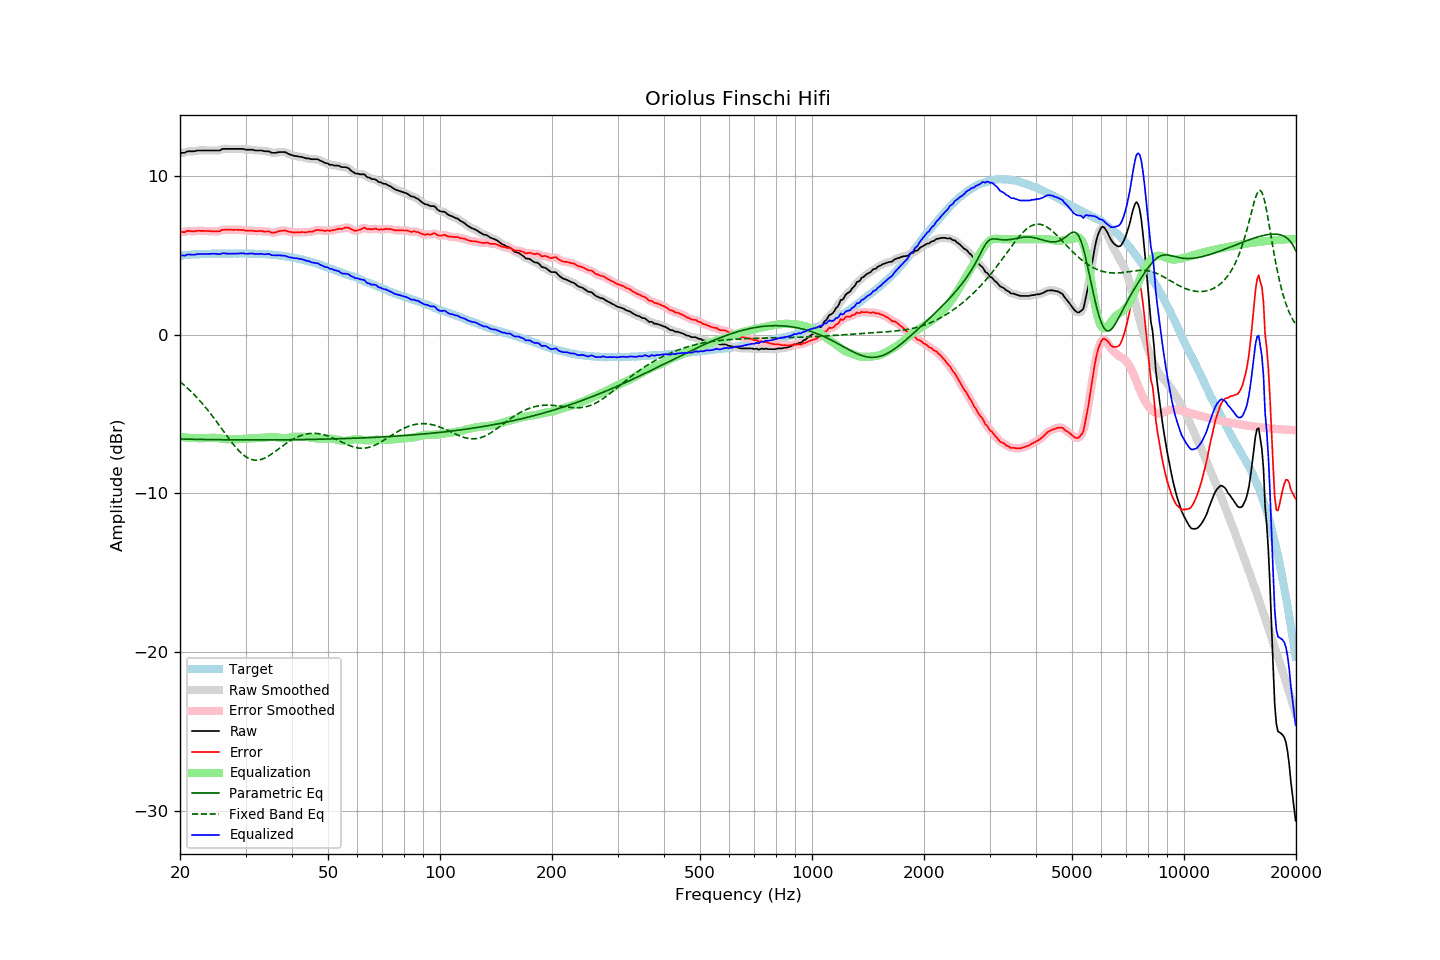 Oriolus Finschi Hifi
Amplitude (dBr)
10
0
−10
−20
−30
Target
Raw Smoothed
Error Smoothed
Raw
Error
Equalization
Parametric Eq
Fixed Band Eq
Equalized
20 50 100 200 500 1000 2000 5000 10000 20000
Frequency (Hz)